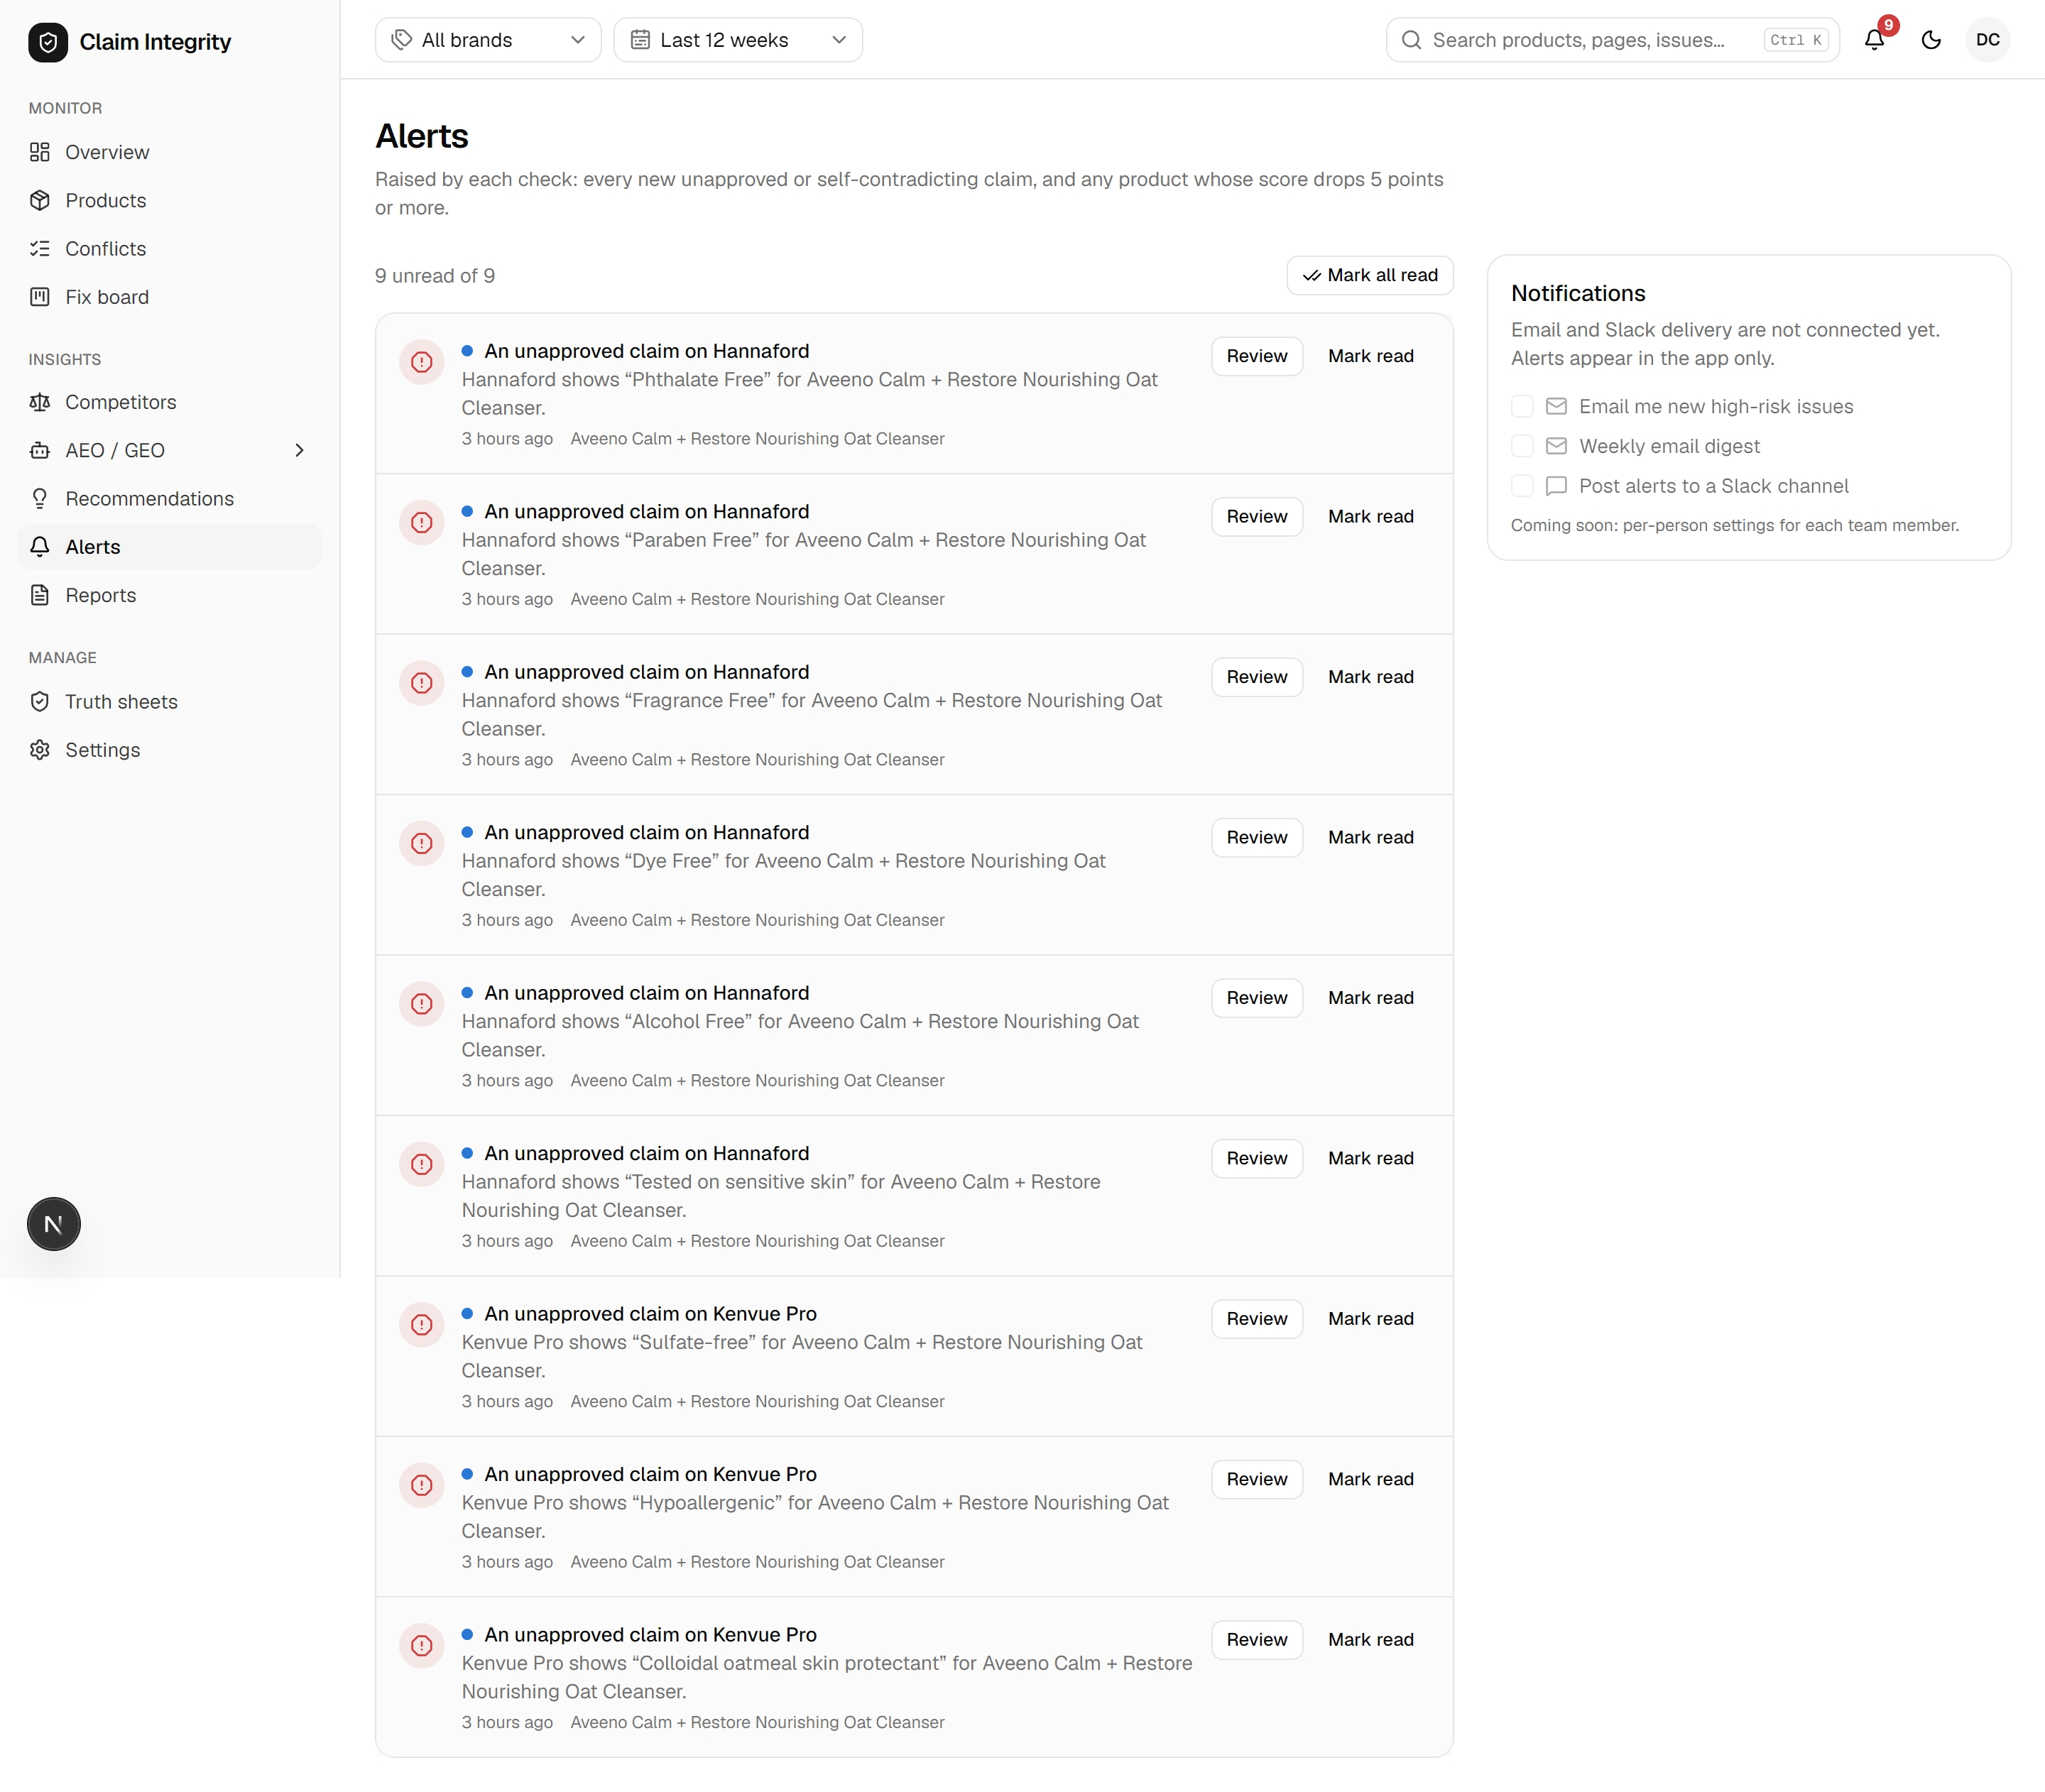 Claim Integrity
MONITOR
Overview
Products
Conflicts
Fix board
INSIGHTS
Competitors
AEO / GEO
Recommendations
Alerts
Reports
MANAGE
Truth sheets
Settings
N
All brands
Last 12 weeks
Search products, pages, issues...
Ctrl K
9
DC
Alerts
Raised by each check: every new unapproved or self-contradicting claim, and any product whose score drops 5 points
or more.
9 unread of 9
Mark all read
An unapproved claim on Hannaford
Hannaford shows “Phthalate Free” for Aveeno Calm + Restore Nourishing Oat
Cleanser.
3 hours ago Aveeno Calm + Restore Nourishing Oat Cleanser
Review
Mark read
An unapproved claim on Hannaford
Hannaford shows “Paraben Free” for Aveeno Calm + Restore Nourishing Oat
Cleanser.
3 hours ago Aveeno Calm + Restore Nourishing Oat Cleanser
Review
Mark read
An unapproved claim on Hannaford
Hannaford shows “Fragrance Free” for Aveeno Calm + Restore Nourishing Oat
Cleanser.
3 hours ago Aveeno Calm + Restore Nourishing Oat Cleanser
Review
Mark read
An unapproved claim on Hannaford
Hannaford shows “Dye Free” for Aveeno Calm + Restore Nourishing Oat
Cleanser.
3 hours ago Aveeno Calm + Restore Nourishing Oat Cleanser
Review
Mark read
An unapproved claim on Hannaford
Hannaford shows “Alcohol Free” for Aveeno Calm + Restore Nourishing Oat
Cleanser.
3 hours ago Aveeno Calm + Restore Nourishing Oat Cleanser
Review
Mark read
An unapproved claim on Hannaford
Hannaford shows “Tested on sensitive skin” for Aveeno Calm + Restore
Nourishing Oat Cleanser.
3 hours ago Aveeno Calm + Restore Nourishing Oat Cleanser
Review
Mark read
An unapproved claim on Kenvue Pro
Kenvue Pro shows “Sulfate-free” for Aveeno Calm + Restore Nourishing Oat
Cleanser.
3 hours ago Aveeno Calm + Restore Nourishing Oat Cleanser
Review
Mark read
An unapproved claim on Kenvue Pro
Kenvue Pro shows “Hypoallergenic” for Aveeno Calm + Restore Nourishing Oat
Cleanser.
3 hours ago Aveeno Calm + Restore Nourishing Oat Cleanser
Review
Mark read
An unapproved claim on Kenvue Pro
Kenvue Pro shows “Colloidal oatmeal skin protectant” for Aveeno Calm + Restore
Nourishing Oat Cleanser.
3 hours ago Aveeno Calm + Restore Nourishing Oat Cleanser
Review
Mark read
Notifications
Email and Slack delivery are not connected yet.
Alerts appear in the app only.
Email me new high-risk issues
Weekly email digest
Post alerts to a Slack channel
Coming soon: per-person settings for each team member.